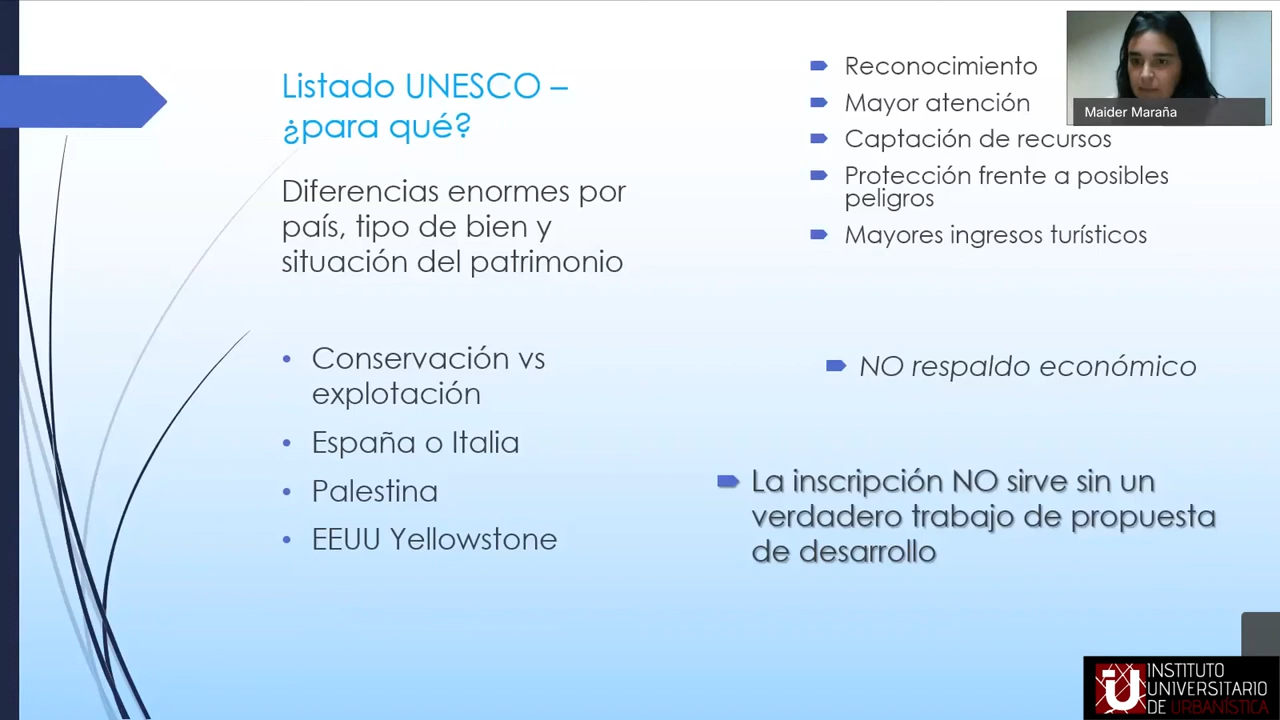 Listado UNESCO –
¿para qué?
Diferencias enormes por
país, tipo de bien y
situación del patrimonio
• Conservación vs
explotación
• España o Italia
• Palestina
• EEUU Yellowstone
Reconocimiento
Mayor atención
Captación de recursos
Protección frente a posibles
peligros
Mayores ingresos turísticos
NO respaldo económico
La inscripción NO sirve sin un
verdadero trabajo de propuesta
de desarrollo
Maider Maraña
INSTITUTO
UNIVERSITARIO
DE URBANÍSTICA